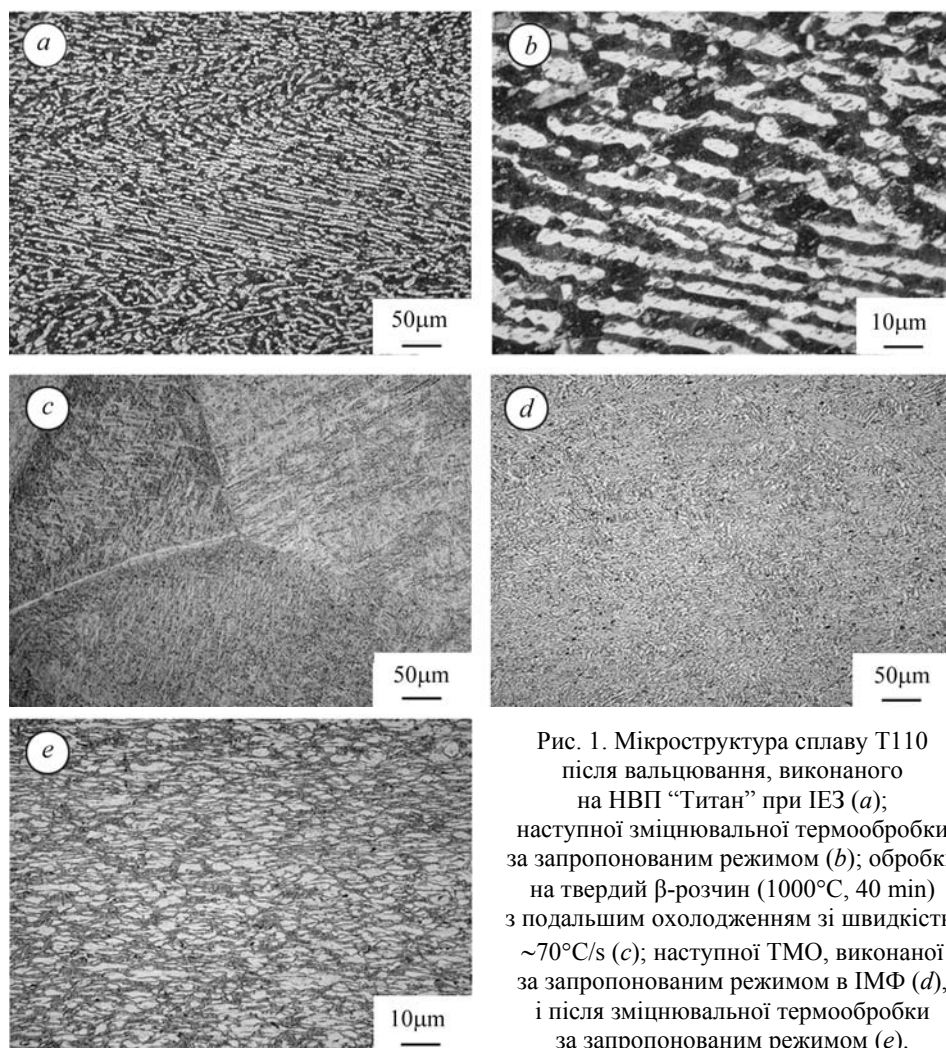 a
b
50μm
10μm
c
d
50μm
50μm
e
10μm
Рис. 1. Мікроструктура сплаву Т110
після вальцювання, виконаного
на НВП “Титан” при ІЕЗ (a);
наступної зміцнювальної термообробки
за запропонованим режимом (b); обробки
на твердий β-розчин (1000°C, 40 min)
з подальшим охолодженням зі швидкіст
~70°C/s (c); наступної ТМО, виконаної
за запропонованим режимом в ІМФ (d),
і після зміцнювальної термообробки
за запропонованим режимом (e).